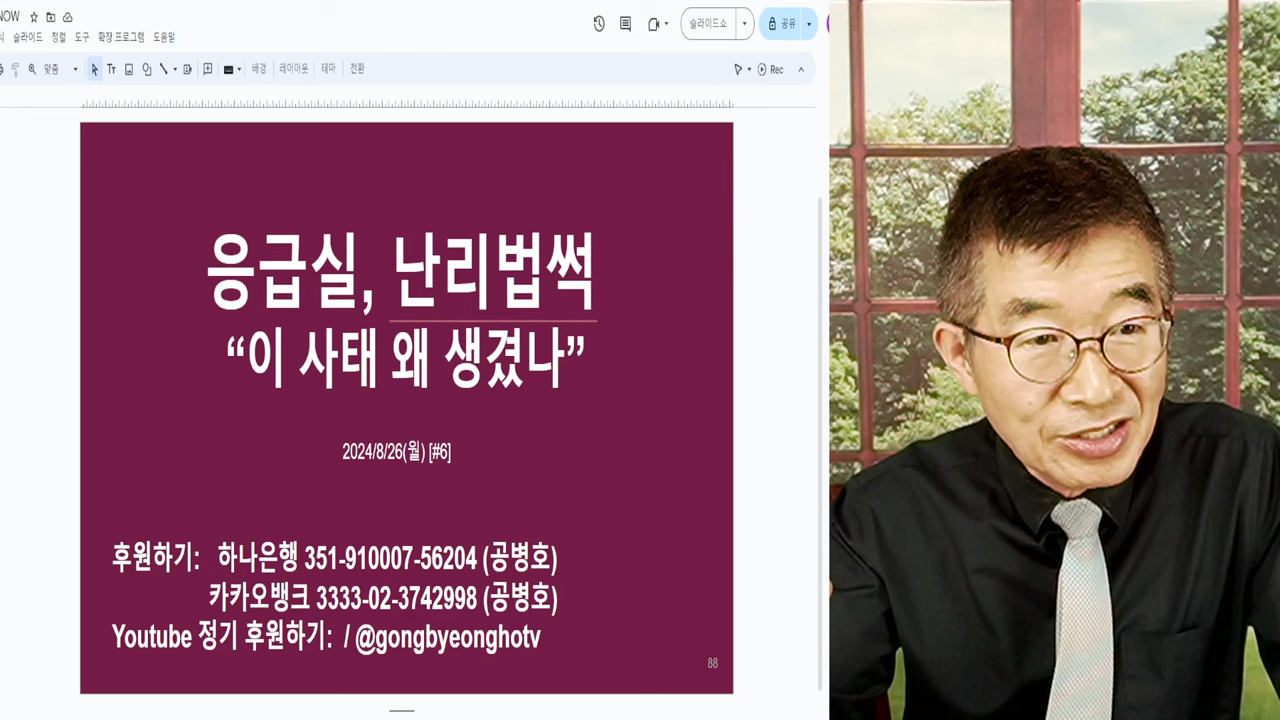 NOW
슬라이드 정렬 도구 확장 프로그램 도움말
슬라이드쇼
공유
맞춤
Tт
배경
레이아웃
테마
전환
Rec
응급실, 난리법썩
“이 사태 왜 생겼나”
2024/8/26(월) [#6]
후원하기: 하나은행 351-910007-56204 (공병호)
카카오뱅크 3333-02-3742998 (공병호)
Youtube 정기 후원하기: / @gongbyeonghotv
88